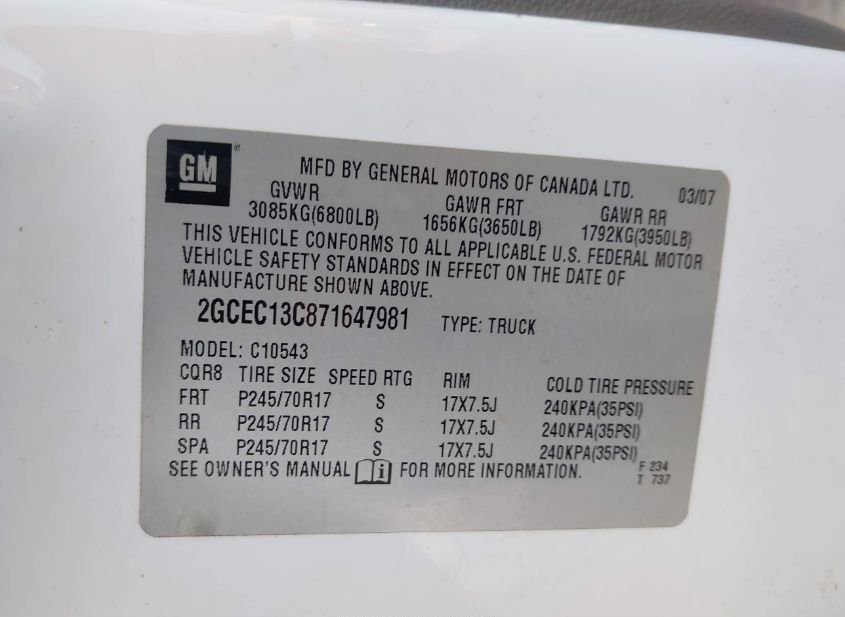 GM ®
MFD BY GENERAL MOTORS OF CANADA LTD. 03/07
GVWR GAWR FRT GAWR RR
3085KG(6800LB) 1656KG(3650LB) 1792KG(3950LB)
THIS VEHICLE CONFORMS TO ALL APPLICABLE U.S. FEDERAL MOTOR
VEHICLE SAFETY STANDARDS IN EFFECT ON THE DATE OF
MANUFACTURE SHOWN ABOVE.
2GCEC13C871647981 TYPE: TRUCK
MODEL: C10543
CQR8 TIRE SIZE SPEED RTG RIM COLD TIRE PRESSURE
FRT P245/70R17 S 17X7.5J 240KPA(35PSI)
RR P245/70R17 S 17X7.5J 240KPA(35PSI)
SPA P245/70R17 S 17X7.5J 240KPA(35PSI)
SEE OWNER'S MANUAL i FOR MORE INFORMATION. F 234
T 737